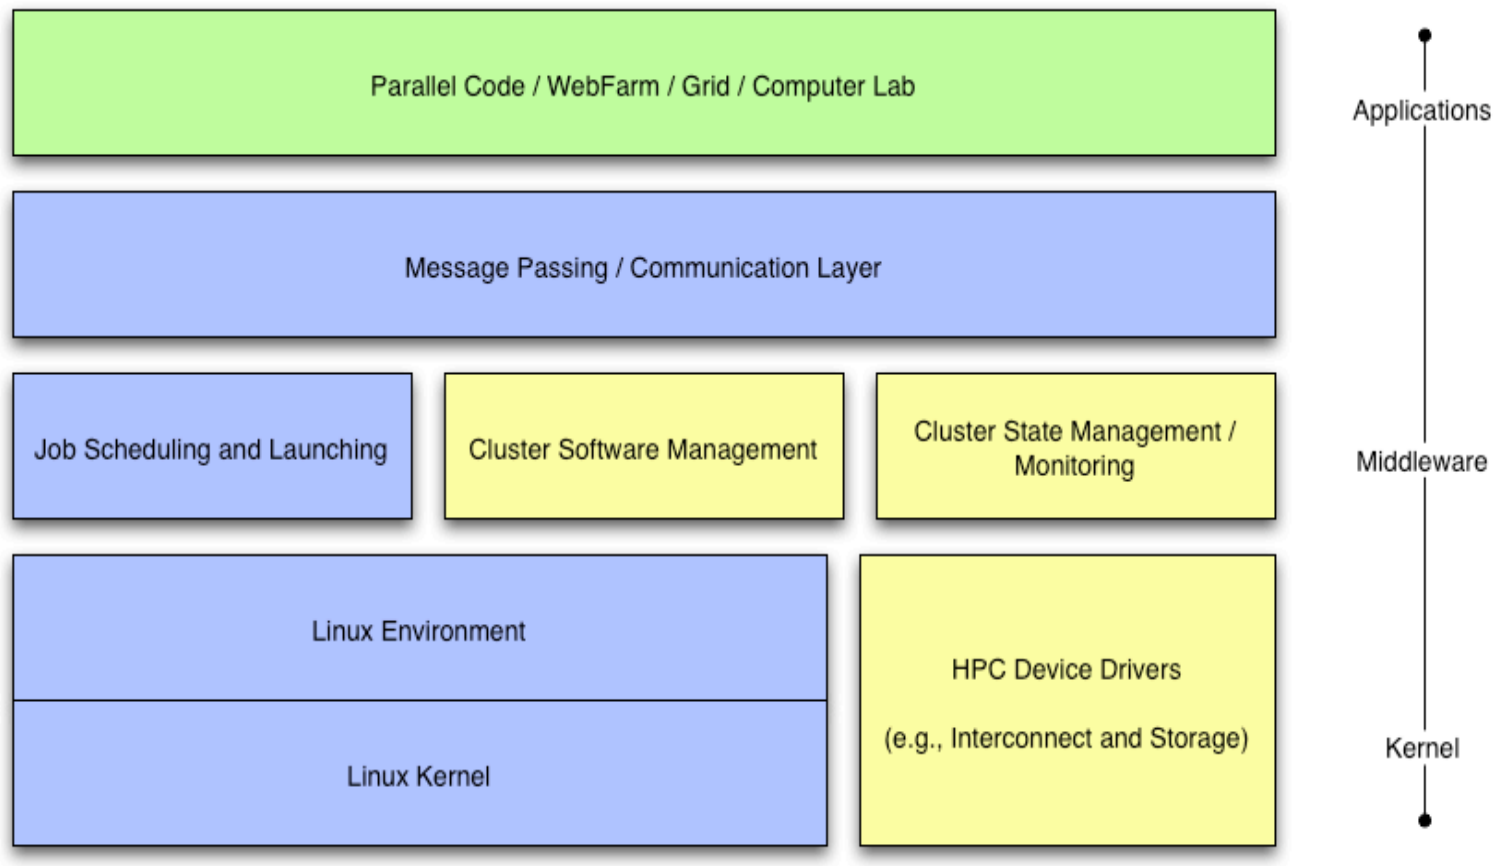 Parallel Code / WebFarm / Grid / Computer Lab
Applications
Message Passing / Communication Layer
Job Scheduling and Launching
Cluster Software Management
Cluster State Management /
Monitoring
Middleware
Linux Environment
HPC Device Drivers
(e.g., Interconnect and Storage)
Linux Kernel
Kernel